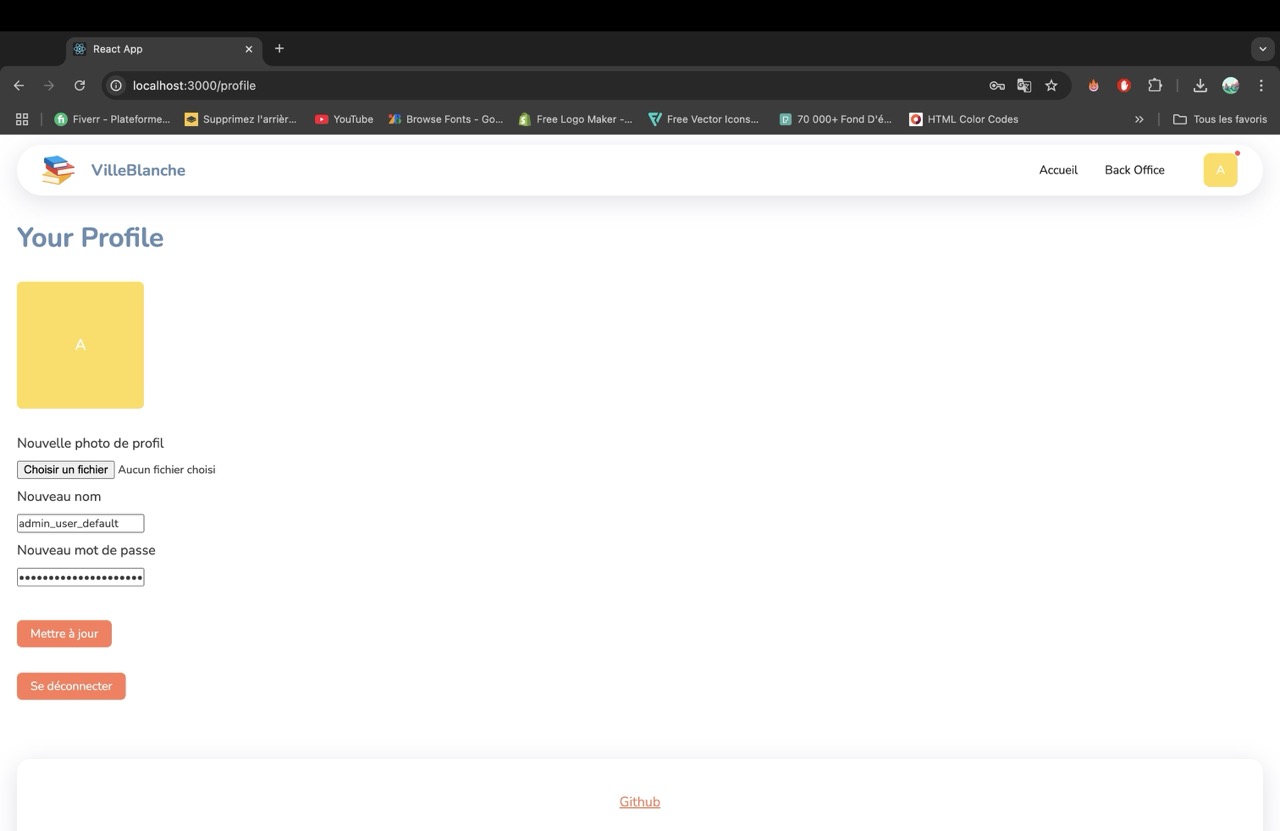 React App
localhost:3000/profile
Fiverr - Plateforme... Supprimez l'arrièr... YouTube Browse Fonts - Go... Free Logo Maker -... Free Vector Icons... 70 000+ Fond D'é... HTML Color Codes » Tous les favoris
VilleBlanche Accueil Back Office A
Your Profile
A
Nouvelle photo de profil
Choisir un fichier Aucun fichier choisi
Nouveau nom
admin_user_default
Nouveau mot de passe
Mettre à jour
Se déconnecter
Github